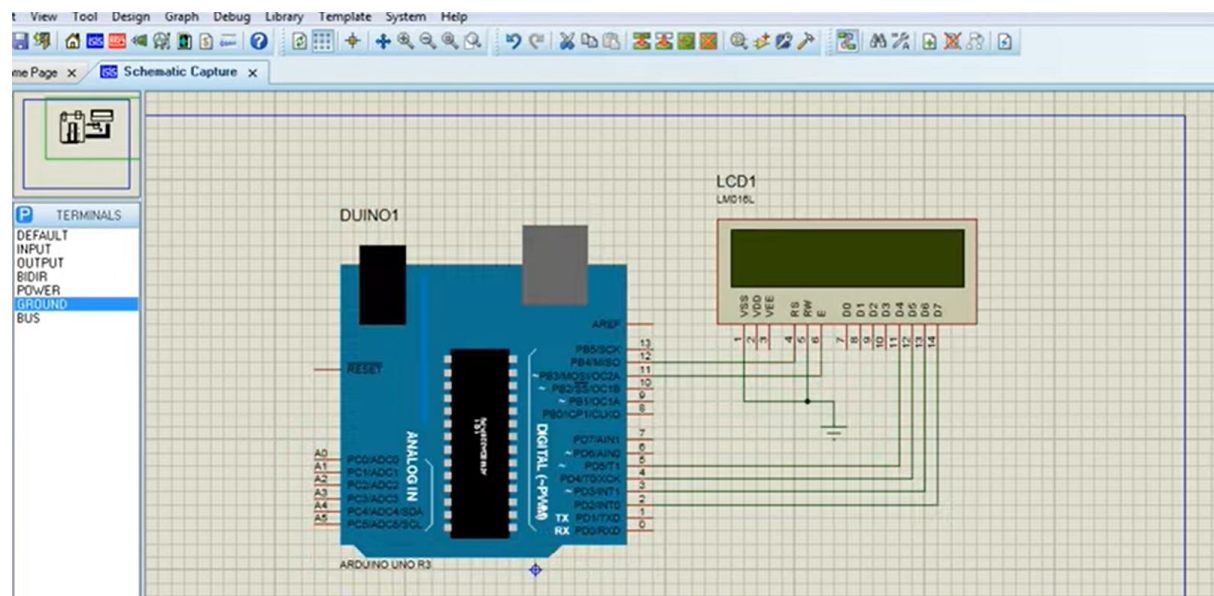 View Tool Design Graph Debug Library Template System Help
me Page x
ISIS Schematic Capture x
P TERMINALS
DEFAULT
INPUT
OUTPUT
BIDIR
POWER
GROUND
BUS
LCD1
LM016L
VSS VDD VEE RS RW E D0 D1 D2 D3 D4 D5 D6 D7
1 2 3 4 5 6 7 8 9 10 11 12 13 14
DUINO1
AREF
RESET
PB5/SCK 13
PB4/MISO 12
~PB3/MOSI/OC2A 11
~ PB2/SS/OC1B 10
~ PB1/OC1A 9
PB0/ICP1/CLKO 8
PD7/AIN1 7
~ PD6/AIN0 6
~ PD5/T1 5
PD4/T0/XCK 4
~ PD3/INT1 3
PD2/INT0 2
TX PD1/TXD 1
RX PD0/RXD 0
DIGITAL (~PWM)
ANALOG IN
A0 PC0/ADC0
A1 PC1/ADC1
A2 PC2/ADC2
A3 PC3/ADC3
A4 PC4/ADC4/SDA
A5 PC5/ADC5/SCL
ARDUINO UNO R3